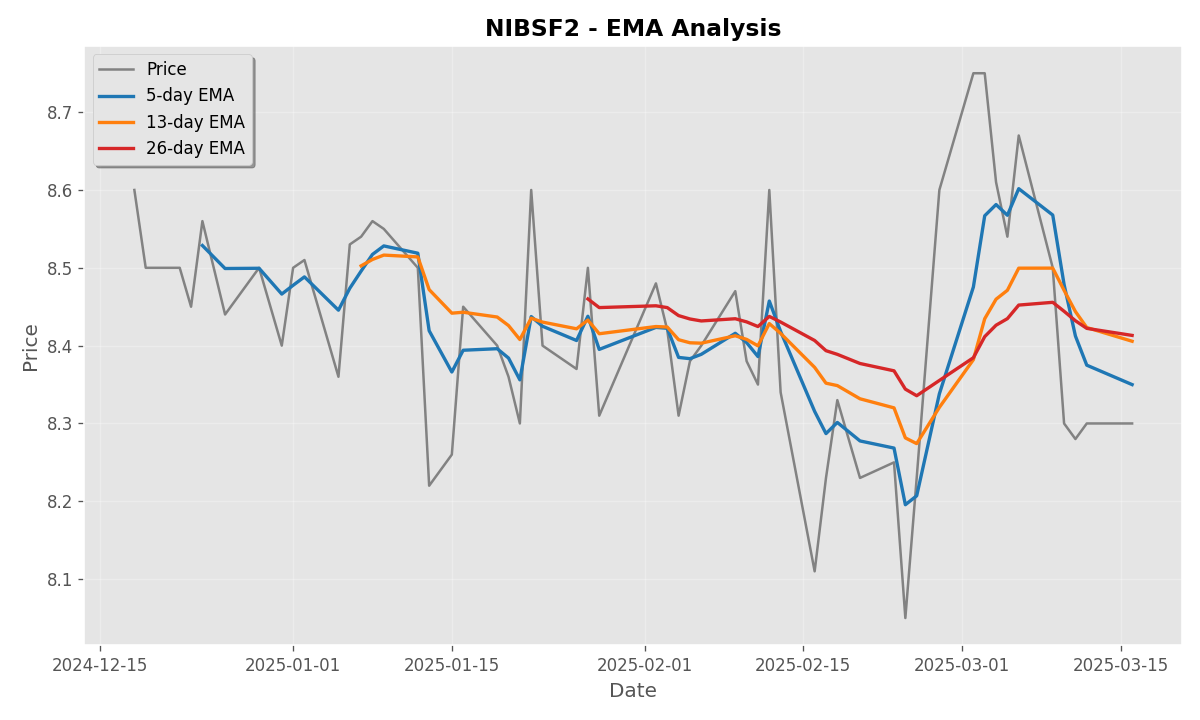 NIBSF2 - EMA Analysis
Price
5-day EMA
13-day EMA
26-day EMA
Price
8.7
8.6
8.5
8.4
8.3
8.2
8.1
2024-12-15
2025-01-01
2025-01-15
2025-02-01
2025-02-15
2025-03-01
2025-03-15
Date